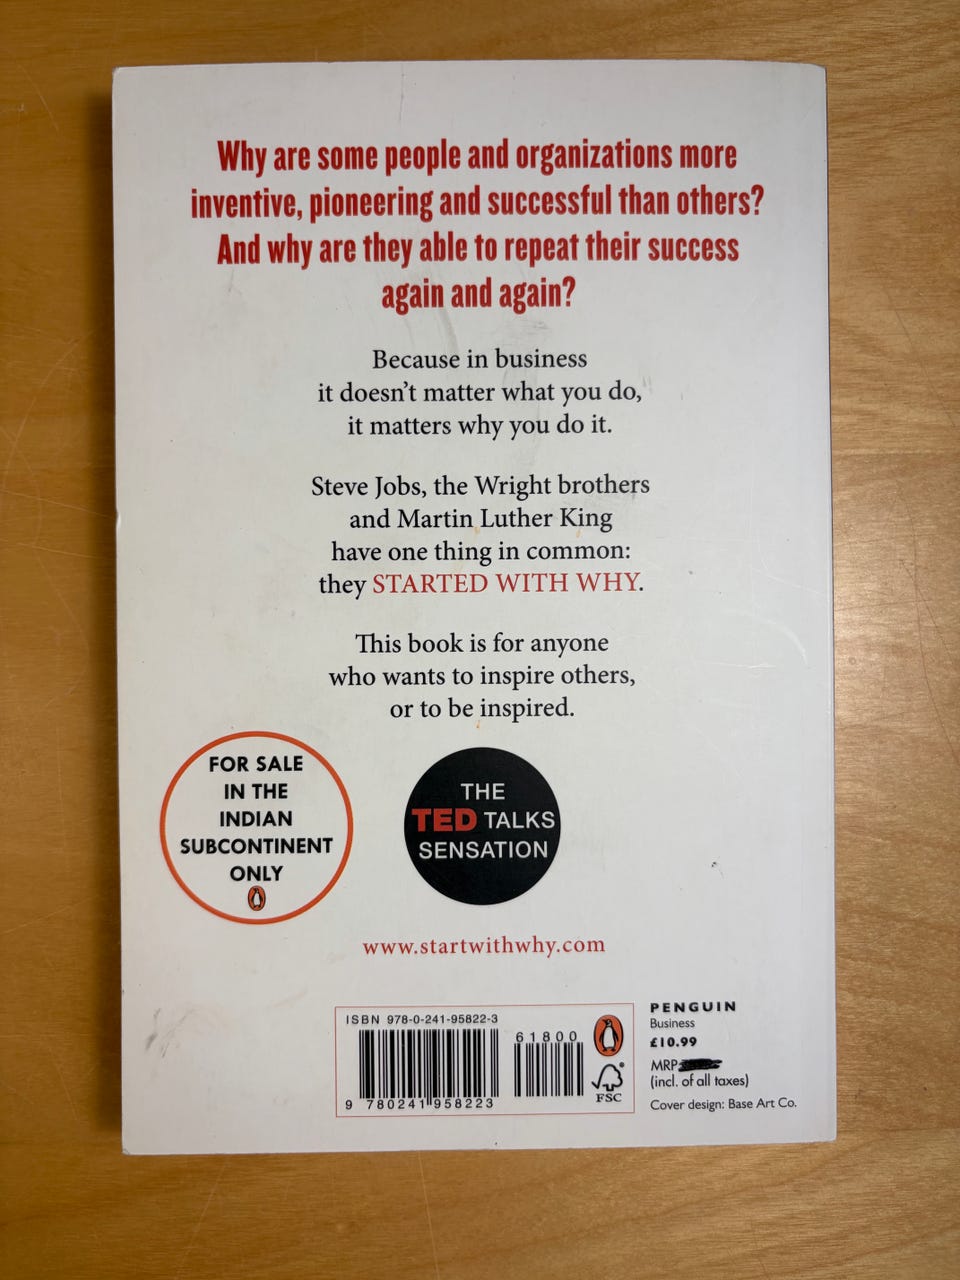 Why are some people and organizations more
inventive, pioneering and successful than others?
And why are they able to repeat their success
again and again?
Because in business
it doesn’t matter what you do,
it matters why you do it.
Steve Jobs, the Wright brothers
and Martin Luther King
have one thing in common:
they STARTED WITH WHY.
This book is for anyone
who wants to inspire others,
or to be inspired.
FOR SALE
IN THE
INDIAN
SUBCONTINENT
ONLY
THE
TED TALKS
SENSATION
www.startwithwhy.com
ISBN 978-0-241-95822-3
61800
9 780241 958223
FSC
PENGUIN
Business
£10.99
MRP
(incl. of all taxes)
Cover design: Base Art Co.